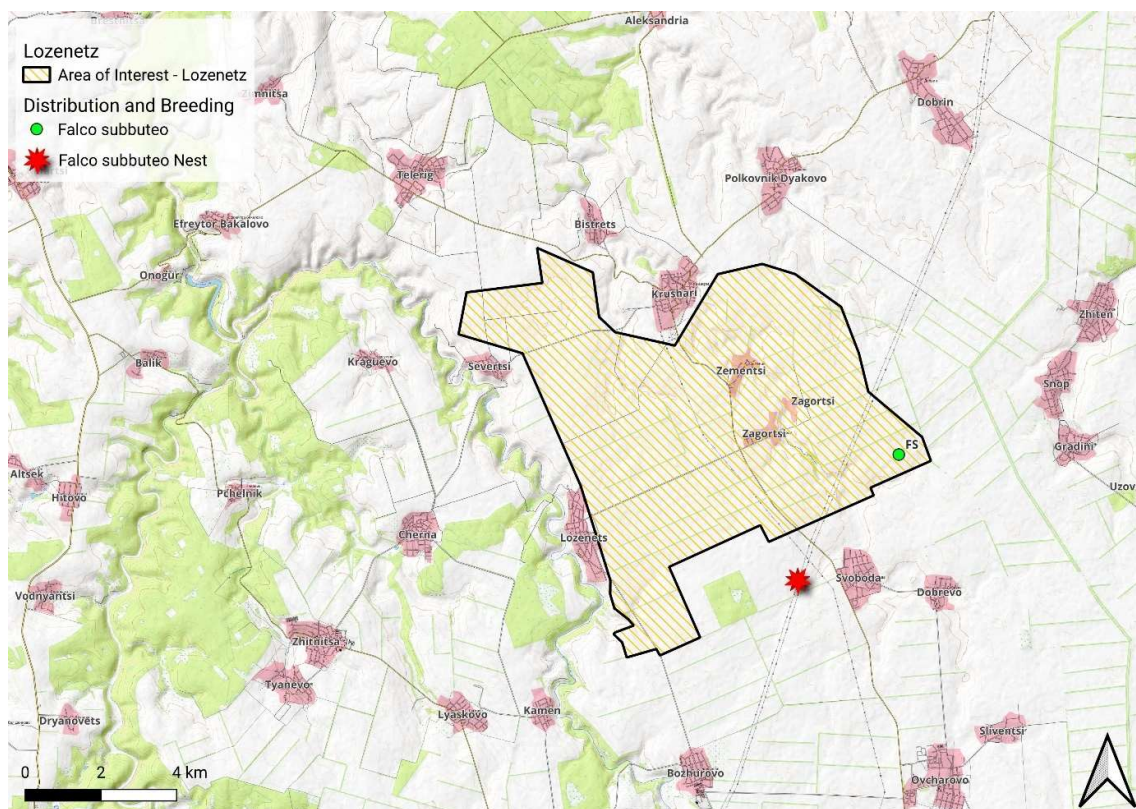 Lozenetz
Area of Interest - Lozenetz
Distribution and Breeding
Falco subbuteo
Falco subbuteo Nest
Aleksandria
Dobrin
Telerig
Polkovnik Dyakovo
Efreytor Bakalovo
Bistrets
Onogur
Krushari
Zhiten
Balik
Kraguevo
Severtsi
Zementsi
Snop
Zagortsi
Zagortsi
FS
Gradini
Altsek
Hitovo
Pchelnik
Uzov
Cherna
Lozenets
Svoboda
Dobrevo
Vodnyantsi
Zhitnitsa
Tyanevo
Lyaskovo
Kamen
Dryanovets
Sliventsi
Bozhurovo
Ovcharovo
0 2 4 km